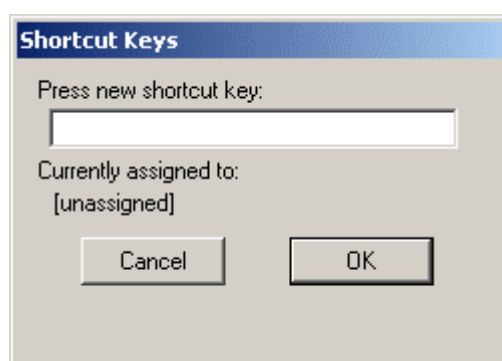 Shortcut Keys
Press new shortcut key:
Currently assigned to:
[unassigned]
Cancel OK